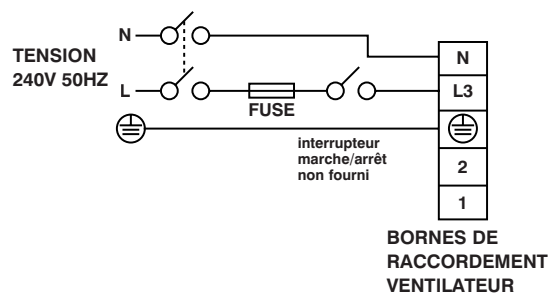 TENSION
240V 50HZ
N
L
FUSE
interrupteur
marche/arrêt
non fourni
N
L3
2
1
BORNES DE
RACCORDEMENT
VENTILATEUR